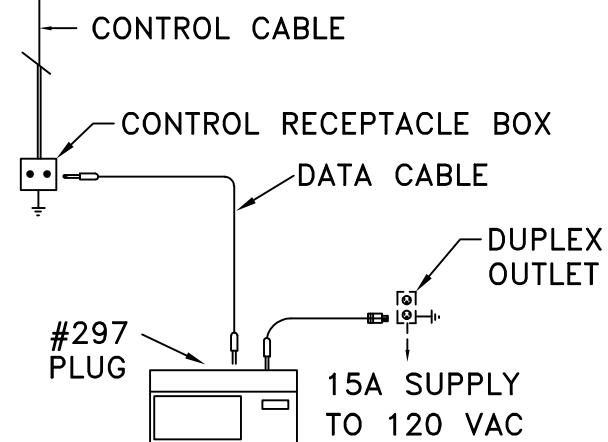 CONTROL CABLE
CONTROL RECEPTACLE BOX
DATA CABLE
DUPLEX
OUTLET
#297
PLUG
15A SUPPLY
TO 120 VAC